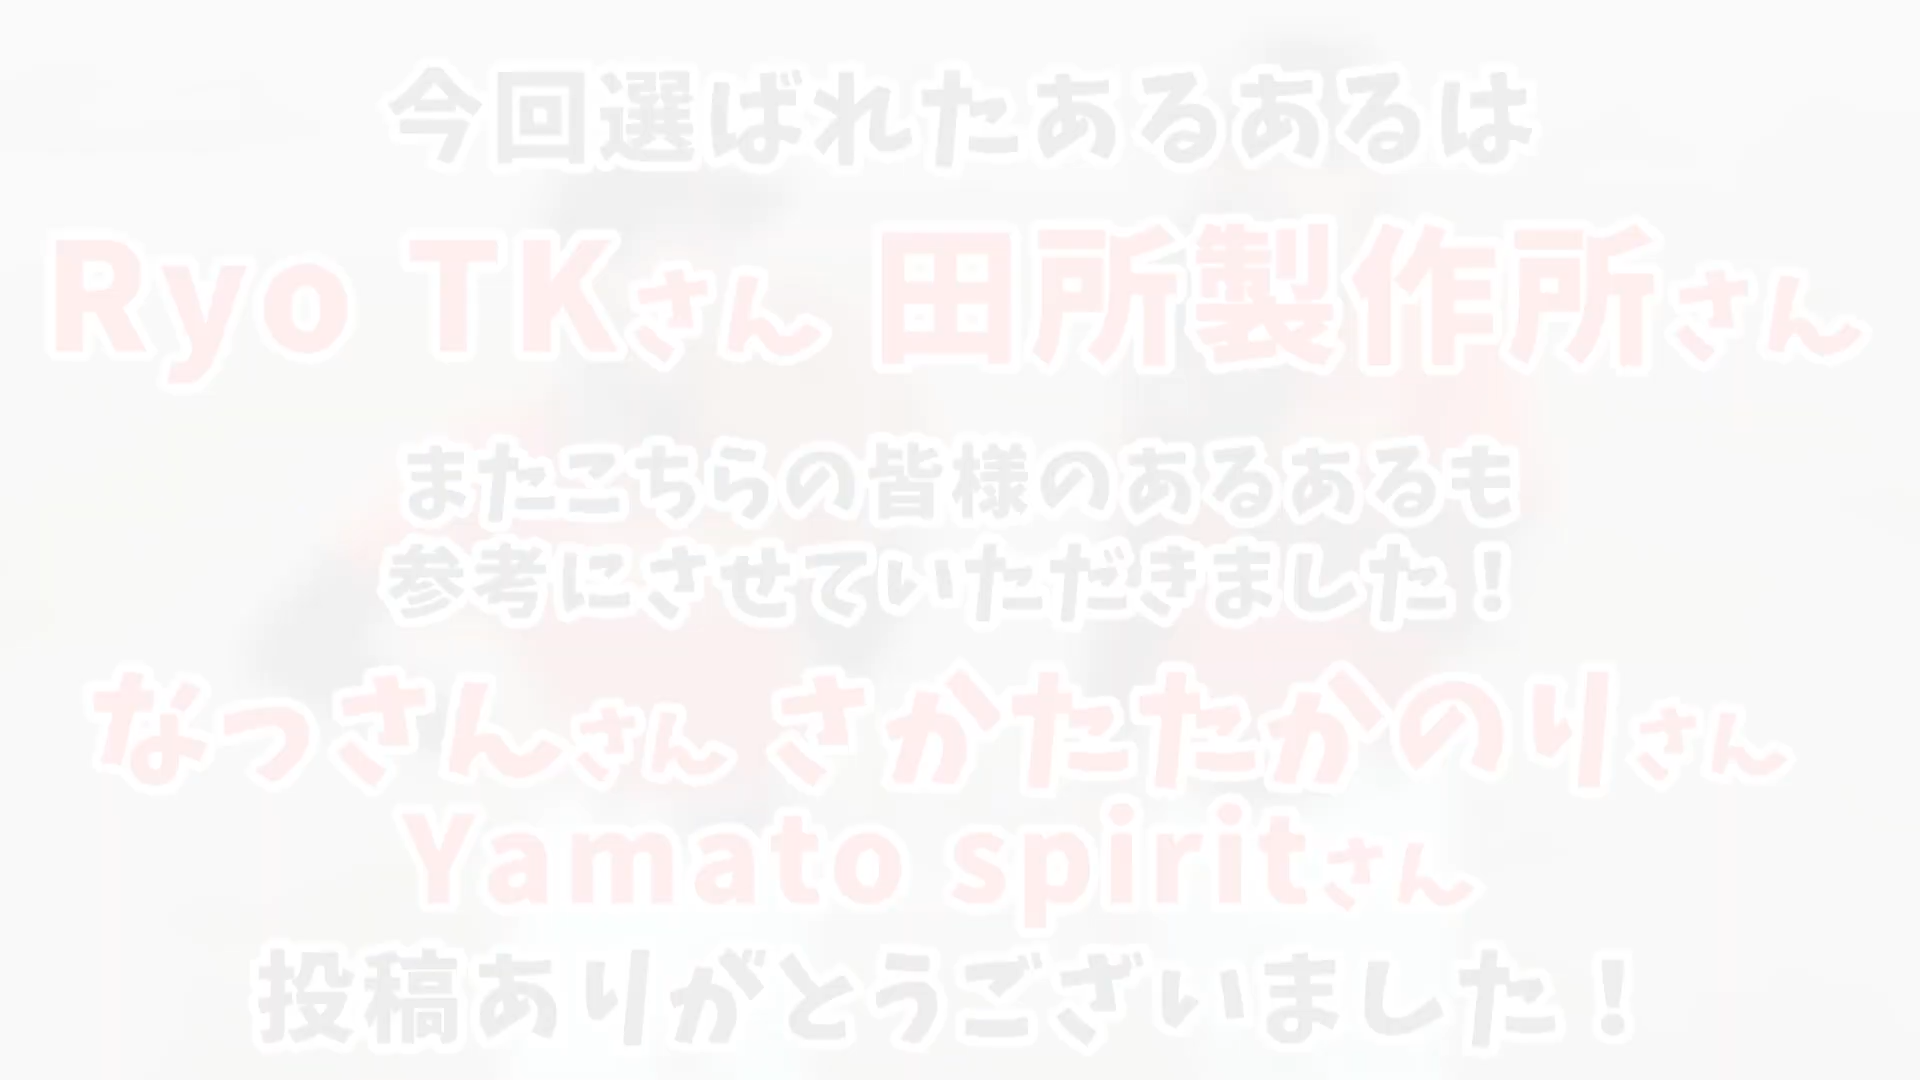 今回選ばれたあるあるは
Ryo TKさん 田所製作所さん
またこちらの皆様のあるあるも
参考にさせていただきました！
なっさんさん さかたたかのりさん
Yamato spiritさん
投稿ありがとうございました！